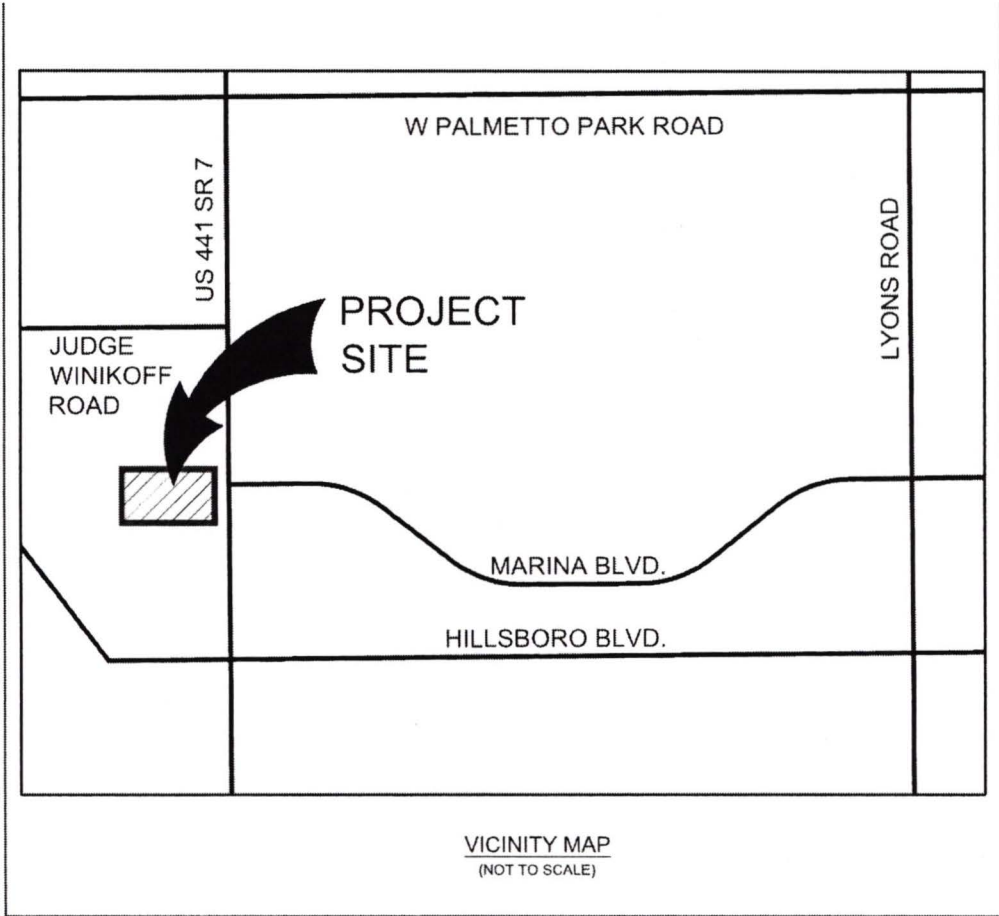 W PALMETTO PARK ROAD
US 441 SR 7
LYONS ROAD
PROJECT
SITE
JUDGE
WINIKOFF
ROAD
MARINA BLVD.
HILLSBORO BLVD.
VICINITY MAP
(NOT TO SCALE)